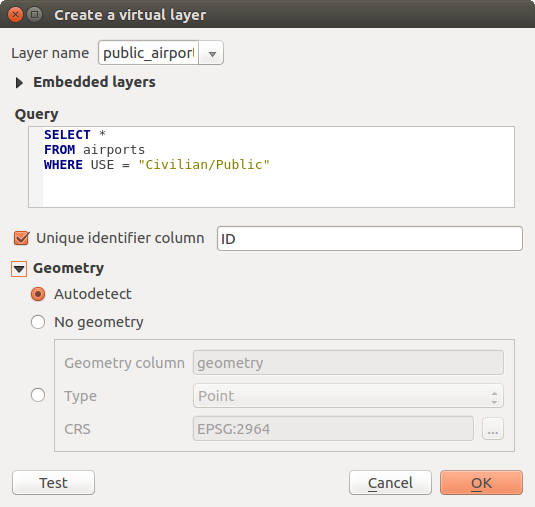 Create a virtual layer
Layer name public_airpor
Embedded layers
Query
SELECT *
FROM airports
WHERE USE = "Civilian/Public"
Unique identifier column ID
Geometry
Autodetect
No geometry
Geometry column geometry
Type Point
CRS EPSG:2964 ...
Test Cancel OK